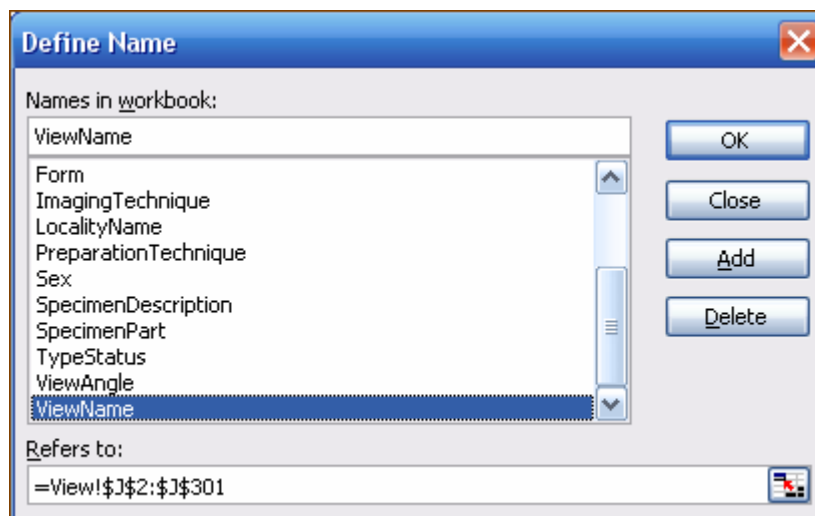 Define Name
Names in workbook:
ViewName
OK
Form
ImagingTechnique
Close
LocalityName
PreparationTechnique
Add
Sex
SpecimenDescription
Delete
SpecimenPart
TypeStatus
ViewAngle
ViewName
Refers to:
=View!$J$2:$J$301